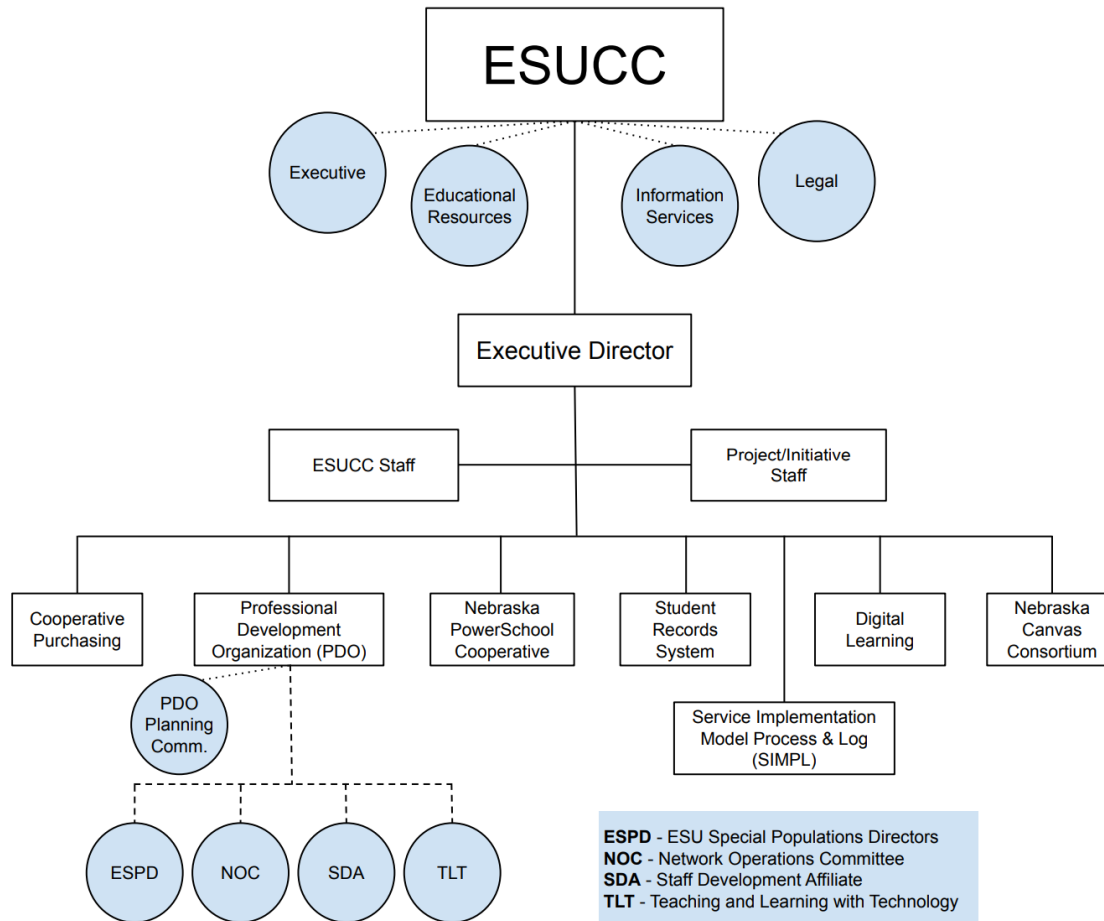 ESUCC
Executive
Educational
Resources
Information
Services
Legal
Executive Director
ESUCC Staff
Project/Initiative
Staff
Cooperative
Purchasing
Professional
Development
Organization (PDO)
Nebraska
PowerSchool
Cooperative
Student
Records
System
Digital
Learning
Nebraska
Canvas
Consortium
PDO
Planning
Comm.
Service Implementation
Model Process & Log
(SIMPL)
ESPD
NOC
SDA
TLT
ESPD - ESU Special Populations Directors
NOC - Network Operations Committee
SDA - Staff Development Affiliate
TLT - Teaching and Learning with Technology